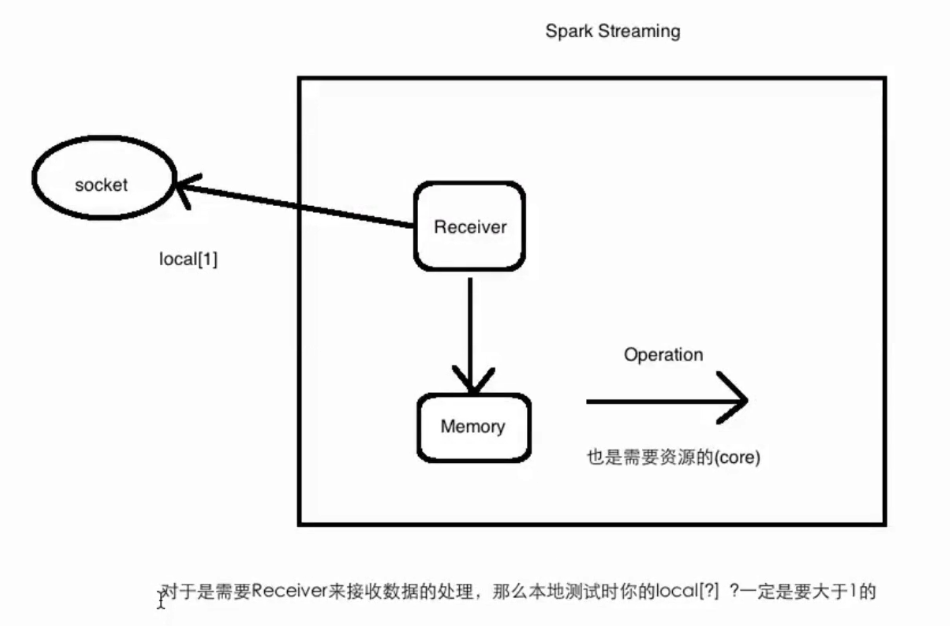 Spark Streaming
socket
Receiver
local[1]
Operation
Memory
也是需要资源的(core)
对于是需要Receiver来接收数据的处理，那么本地测试时你的local[?] ?一定是要大于1的